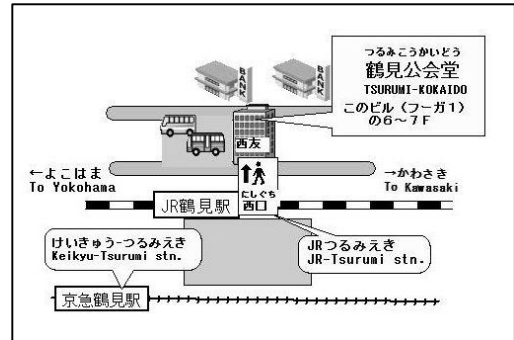 つるみこうかいどう
鶴見公会堂
TSURUMI-KOKAIDO
このビル（フーガ1）
の6～7F
BANK
BANK
西友
←よこはま
To Yokohama
→かわさき
To Kawasaki
にしぐち
西口
JR鶴見駅
けいきゅう-つるみえき
Keikyu-Tsurumi stn.
JRつるみえき
JR-Tsurumi stn.
京急鶴見駅